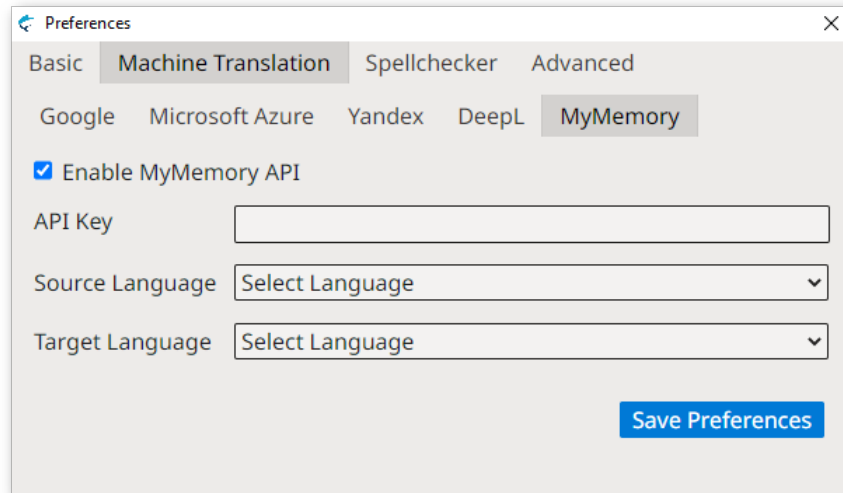 Preferences
Basic Machine Translation Spellchecker Advanced
Google Microsoft Azure Yandex DeepL MyMemory
Enable MyMemory API
API Key
Source Language Select Language
Target Language Select Language
Save Preferences